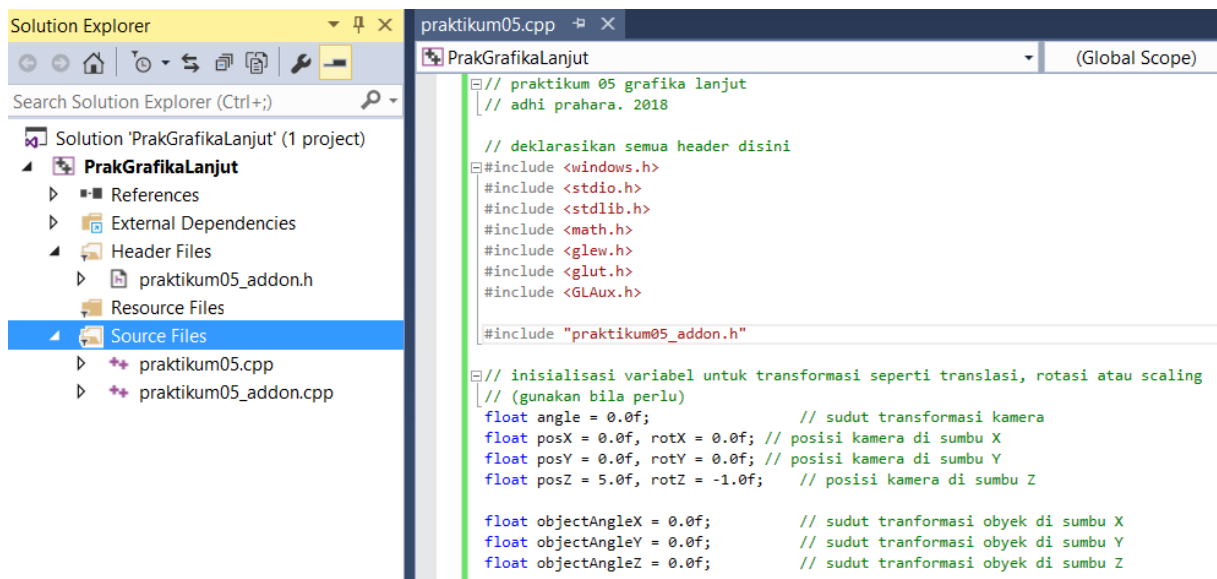 Solution Explorer
Search Solution Explorer (Ctrl+;)
Solution 'PrakGrafikaLanjut' (1 project)
PrakGrafikaLanjut
References
External Dependencies
Header Files
praktikum05_addon.h
Resource Files
Source Files
praktikum05.cpp
praktikum05_addon.cpp
praktikum05.cpp
PrakGrafikaLanjut (Global Scope)
// praktikum 05 grafika lanjut
// adhi prahara. 2018
// deklarasikan semua header disini
#include <windows.h>
#include <stdio.h>
#include <stdlib.h>
#include <math.h>
#include <glew.h>
#include <glut.h>
#include <GLAux.h>
#include "praktikum05_addon.h"
// inisialisasi variabel untuk transformasi seperti translasi, rotasi atau scaling
// (gunakan bila perlu)
float angle = 0.0f; // sudut transformasi kamera
float posX = 0.0f, rotX = 0.0f; // posisi kamera di sumbu X
float posY = 0.0f, rotY = 0.0f; // posisi kamera di sumbu Y
float posZ = 5.0f, rotZ = -1.0f; // posisi kamera di sumbu Z
float objectAngleX = 0.0f; // sudut tranformasi obyek di sumbu X
float objectAngleY = 0.0f; // sudut tranformasi obyek di sumbu Y
float objectAngleZ = 0.0f; // sudut tranformasi obyek di sumbu Z